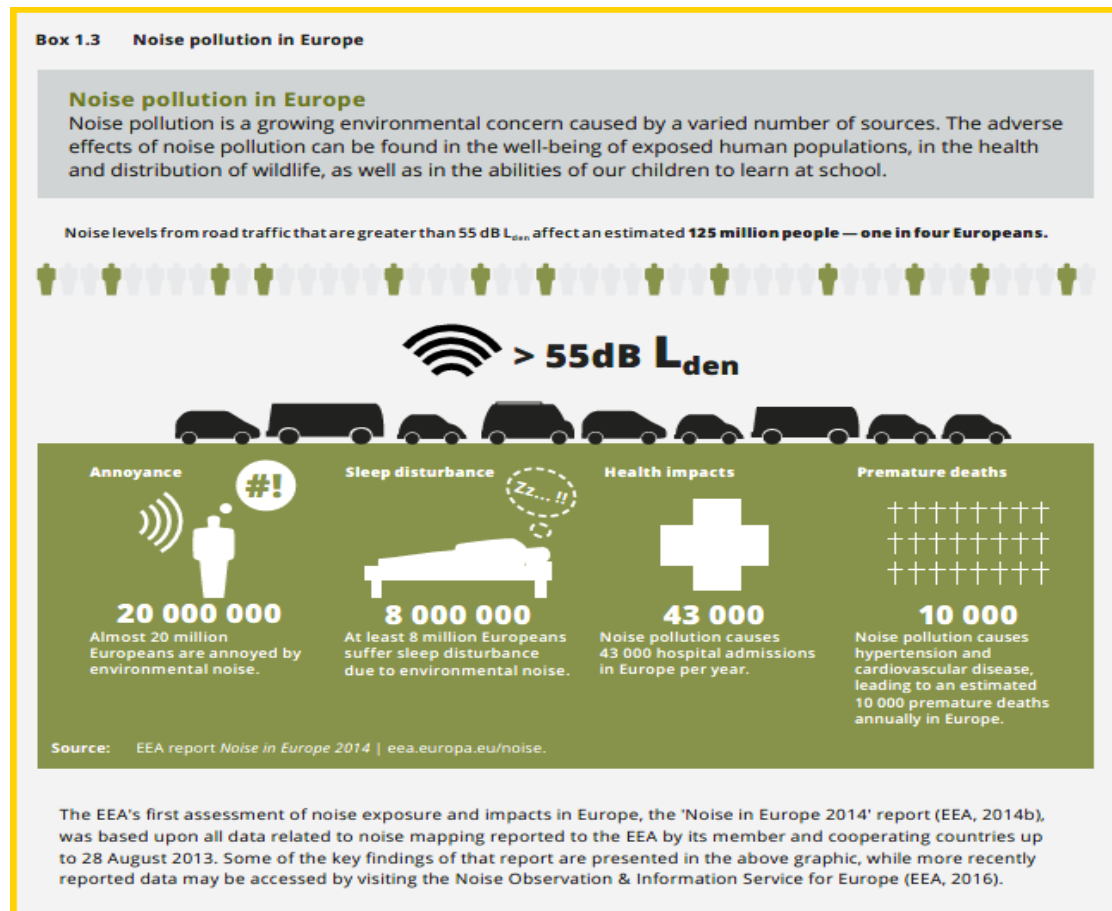 Box 1.3 Noise pollution in Europe
Noise pollution in Europe
Noise pollution is a growing environmental concern caused by a varied number of sources. The adverse
effects of noise pollution can be found in the well-being of exposed human populations, in the health
and distribution of wildlife, as well as in the abilities of our children to learn at school.
Noise levels from road traffic that are greater than 55 dB Lden affect an estimated 125 million people — one in four Europeans.
> 55dB Lden
Annoyance
#!
20 000 000
Almost 20 million
Europeans are annoyed by
environmental noise.
Sleep disturbance
Zz... !!
8 000 000
At least 8 million Europeans
suffer sleep disturbance
due to environmental noise.
Health impacts
43 000
Noise pollution causes
43 000 hospital admissions
in Europe per year.
Premature deaths
10 000
Noise pollution causes
hypertension and
cardiovascular disease,
leading to an estimated
10 000 premature deaths
annually in Europe.
Source: EEA report Noise in Europe 2014 | eea.europa.eu/noise.
The EEA's first assessment of noise exposure and impacts in Europe, the 'Noise in Europe 2014' report (EEA, 2014b),
was based upon all data related to noise mapping reported to the EEA by its member and cooperating countries up
to 28 August 2013. Some of the key findings of that report are presented in the above graphic, while more recently
reported data may be accessed by visiting the Noise Observation & Information Service for Europe (EEA, 2016).